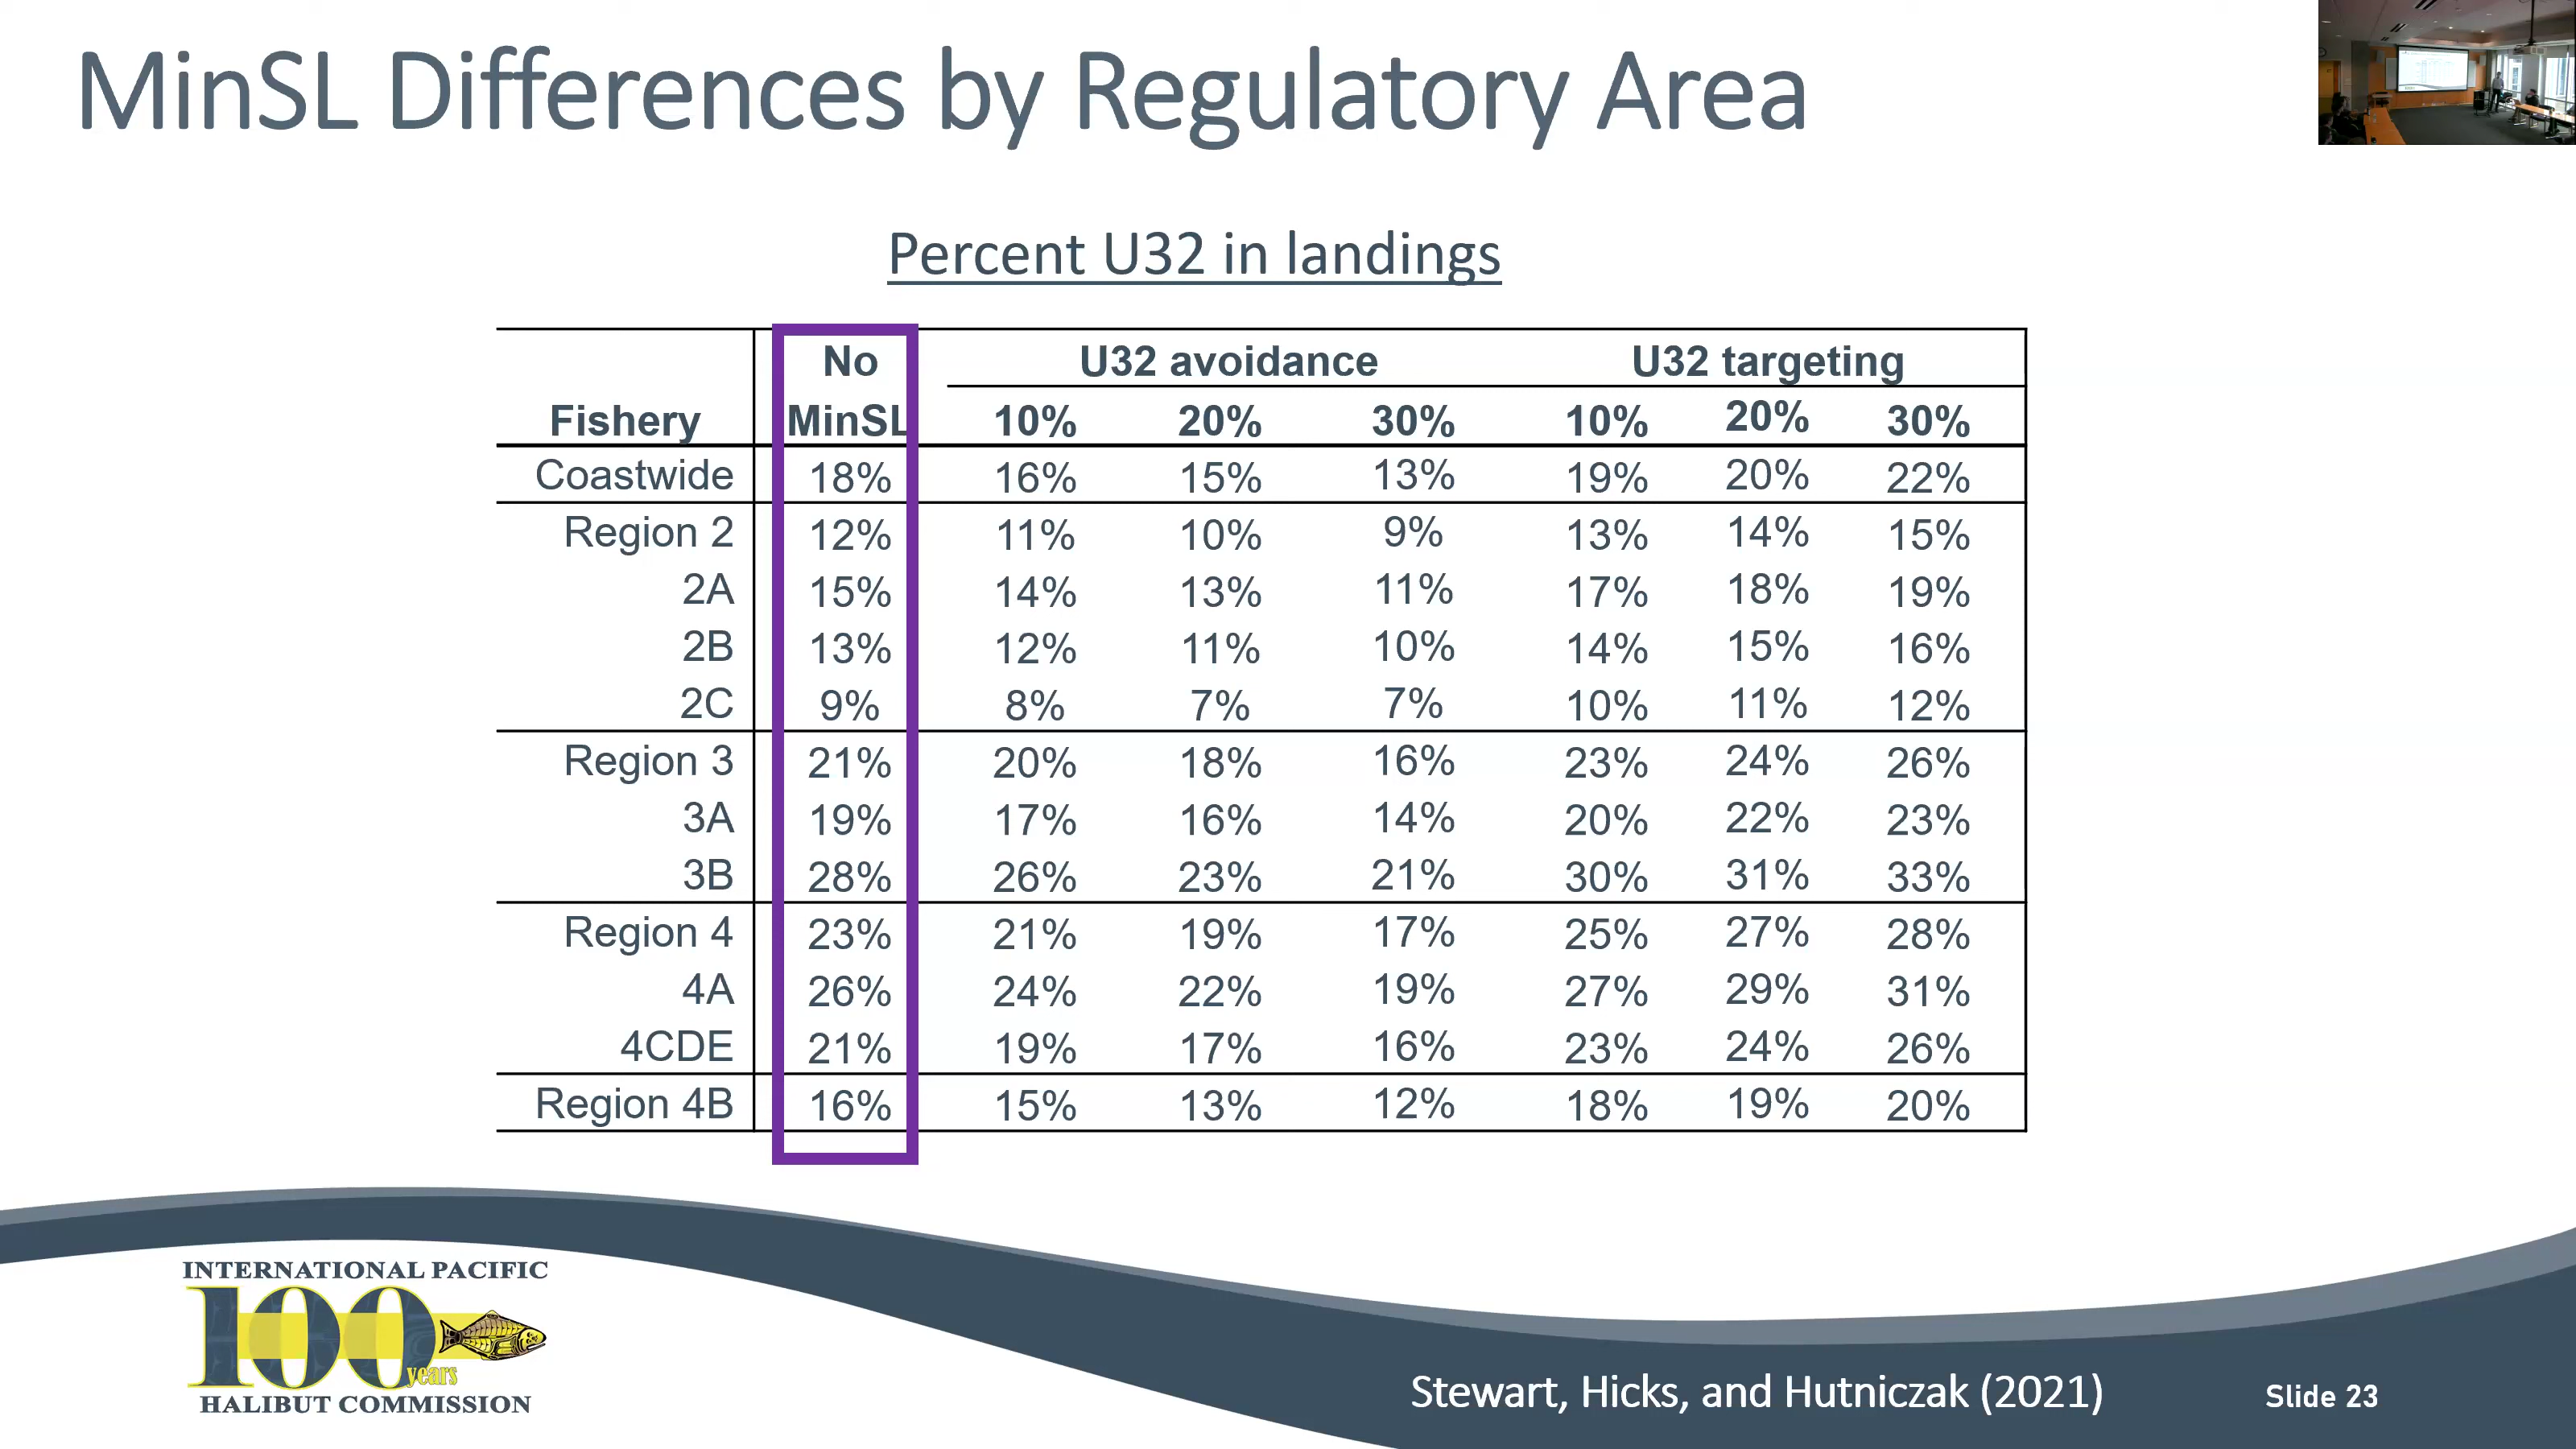 MinSL Differences by Regulatory Area
Percent U32 in landings
No U32 avoidance U32 targeting
Fishery MinSL 10% 20% 30% 10% 20% 30%
Coastwide 18% 16% 15% 13% 19% 20% 22%
Region 2 12% 11% 10% 9% 13% 14% 15%
2A 15% 14% 13% 11% 17% 18% 19%
2B 13% 12% 11% 10% 14% 15% 16%
2C 9% 8% 7% 7% 10% 11% 12%
Region 3 21% 20% 18% 16% 23% 24% 26%
3A 19% 17% 16% 14% 20% 22% 23%
3B 28% 26% 23% 21% 30% 31% 33%
Region 4 23% 21% 19% 17% 25% 27% 28%
4A 26% 24% 22% 19% 27% 29% 31%
4CDE 21% 19% 17% 16% 23% 24% 26%
Region 4B 16% 15% 13% 12% 18% 19% 20%
INTERNATIONAL PACIFIC
100
years
HALIBUT COMMISSION
Stewart, Hicks, and Hutniczak (2021)
Slide 23